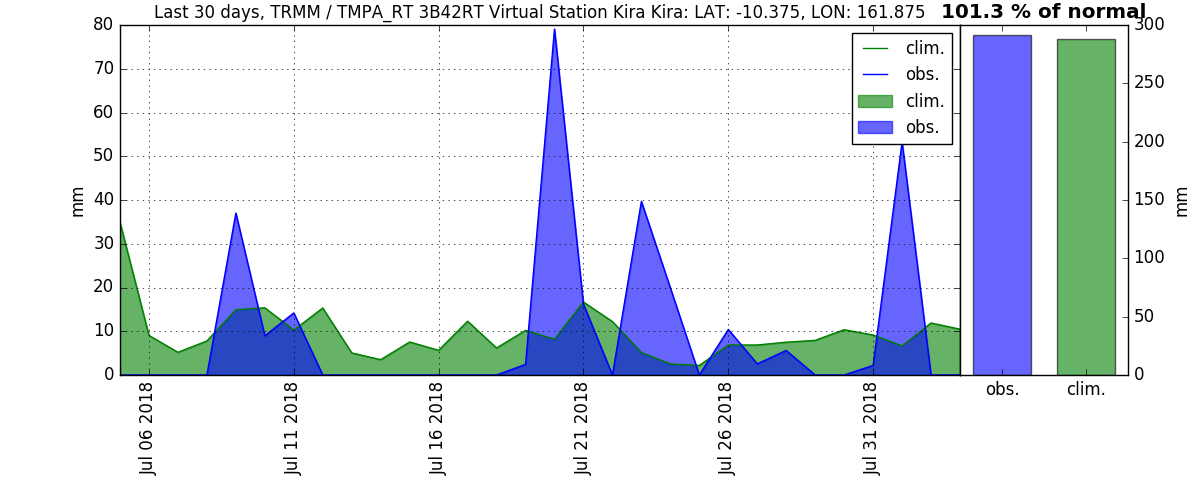 Last 30 days, TRMM / TMPA_RT 3B42RT Virtual Station Kira Kira: LAT: -10.375, LON: 161.875
101.3 % of normal
80
70
60
50
40
30
20
10
0
mm
clim.
obs.
clim.
obs.
Jul 06 2018
Jul 11 2018
Jul 16 2018
Jul 21 2018
Jul 26 2018
Jul 31 2018
300
250
200
150
100
50
0
mm
obs.
clim.